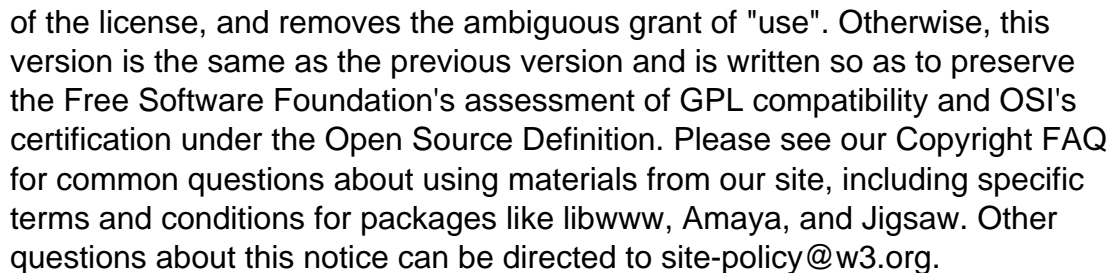 of the license, and removes the ambiguous grant of "use". Otherwise, this
version is the same as the previous version and is written so as to preserve
the Free Software Foundation's assessment of GPL compatibility and OSI's
certification under the Open Source Definition. Please see our Copyright FAQ
for common questions about using materials from our site, including specific
terms and conditions for packages like libwww, Amaya, and Jigsaw. Other
questions about this notice can be directed to site-policy@w3.org.